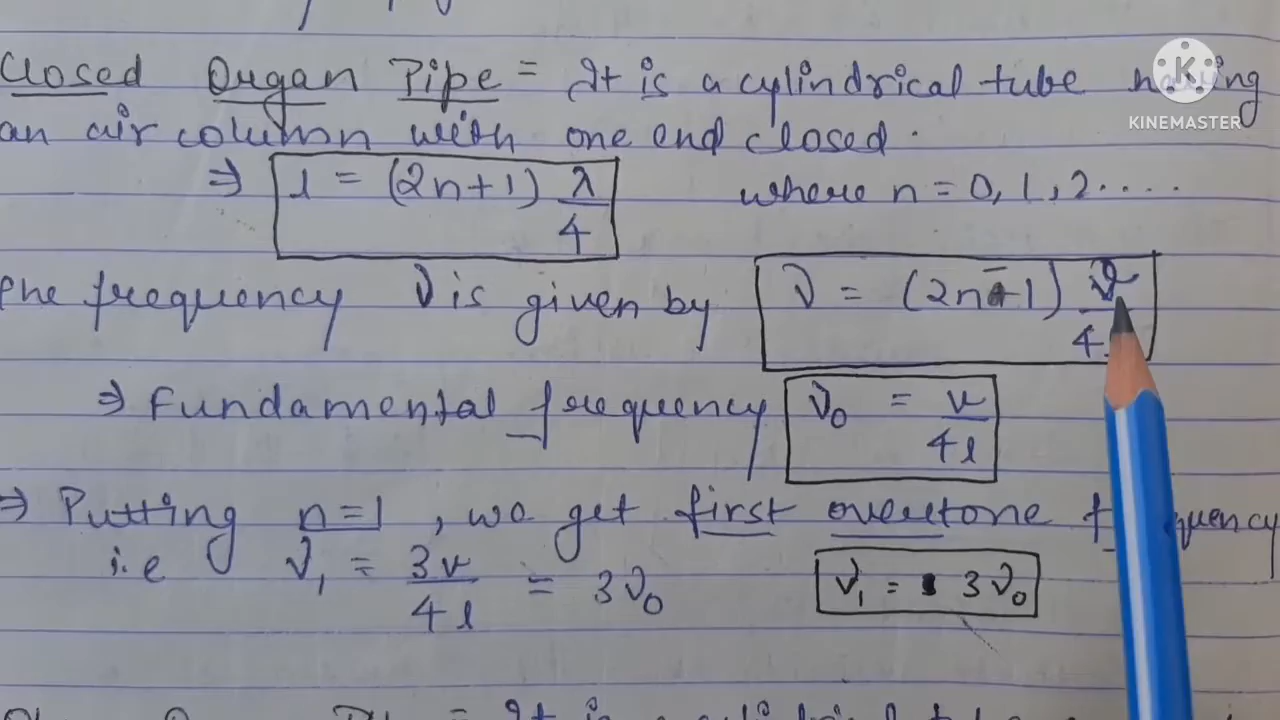 Closed Organ Pipe = It is a cylindrical tube having
K
KINEMASTER
an air column with one end closed.
⇒ l = (2n+1) λ/4 where n = 0, 1, 2.....
the frequency ν is given by ν = (2n-1) v/4l
⇒ Fundamental frequency ν₀ = v/4l
⇒ Putting n=1, we get first overtone frequency
i.e ν₁ = 3v/4l = 3ν₀ ν₁ = 3ν₀